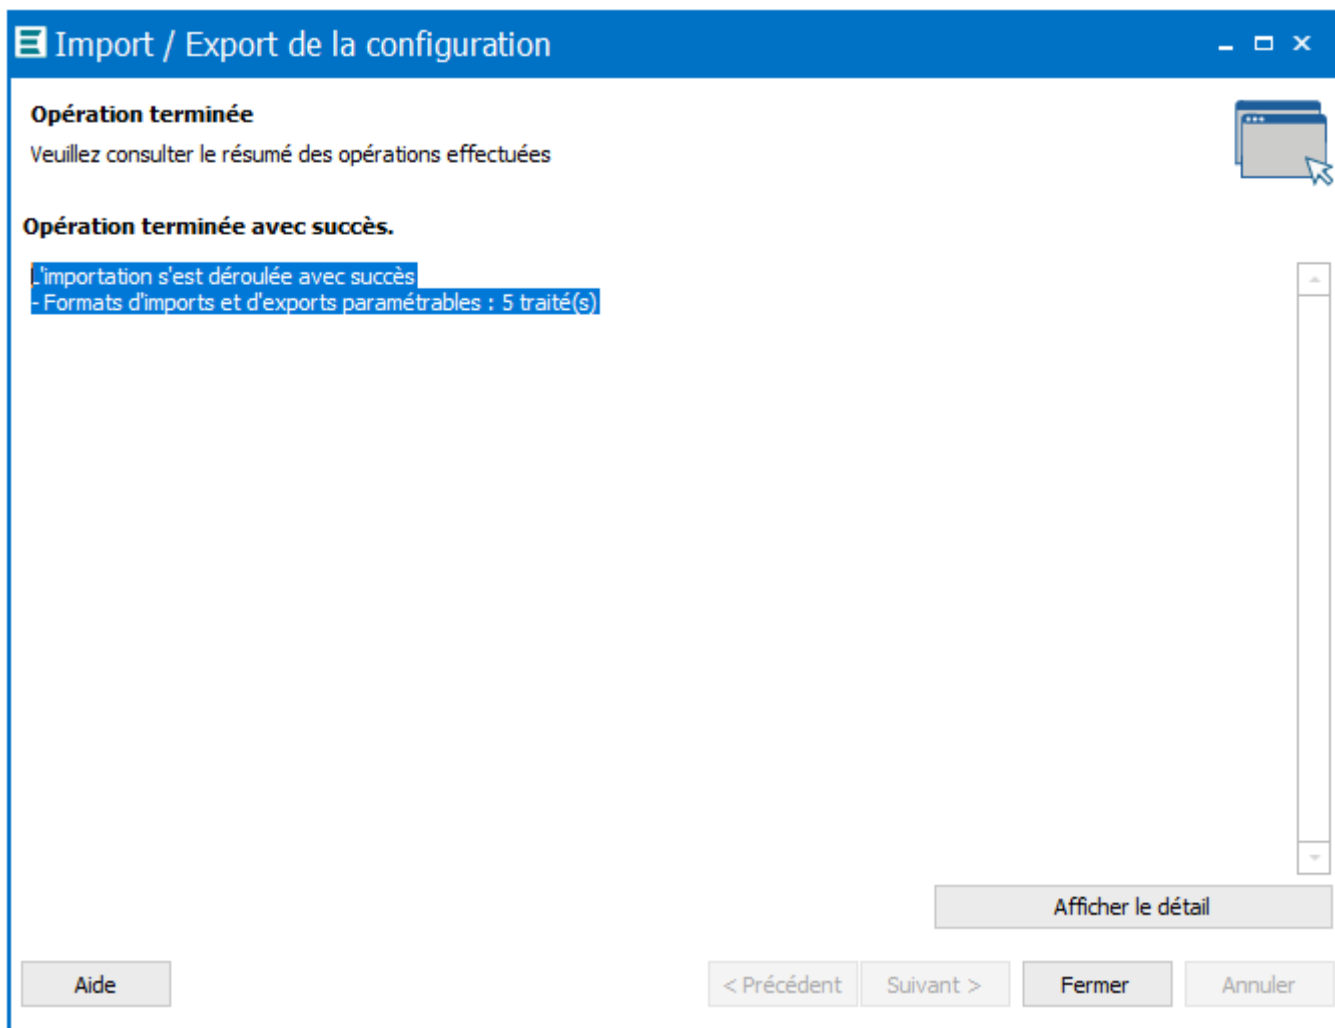 Import / Export de la configuration
Opération terminée
Veuillez consulter le résumé des opérations effectuées
Opération terminée avec succès.
L'importation s'est déroulée avec succès
- Formats d'imports et d'exports paramétrables : 5 traité(s)
Afficher le détail
Aide
< Précédent
Suivant >
Fermer
Annuler